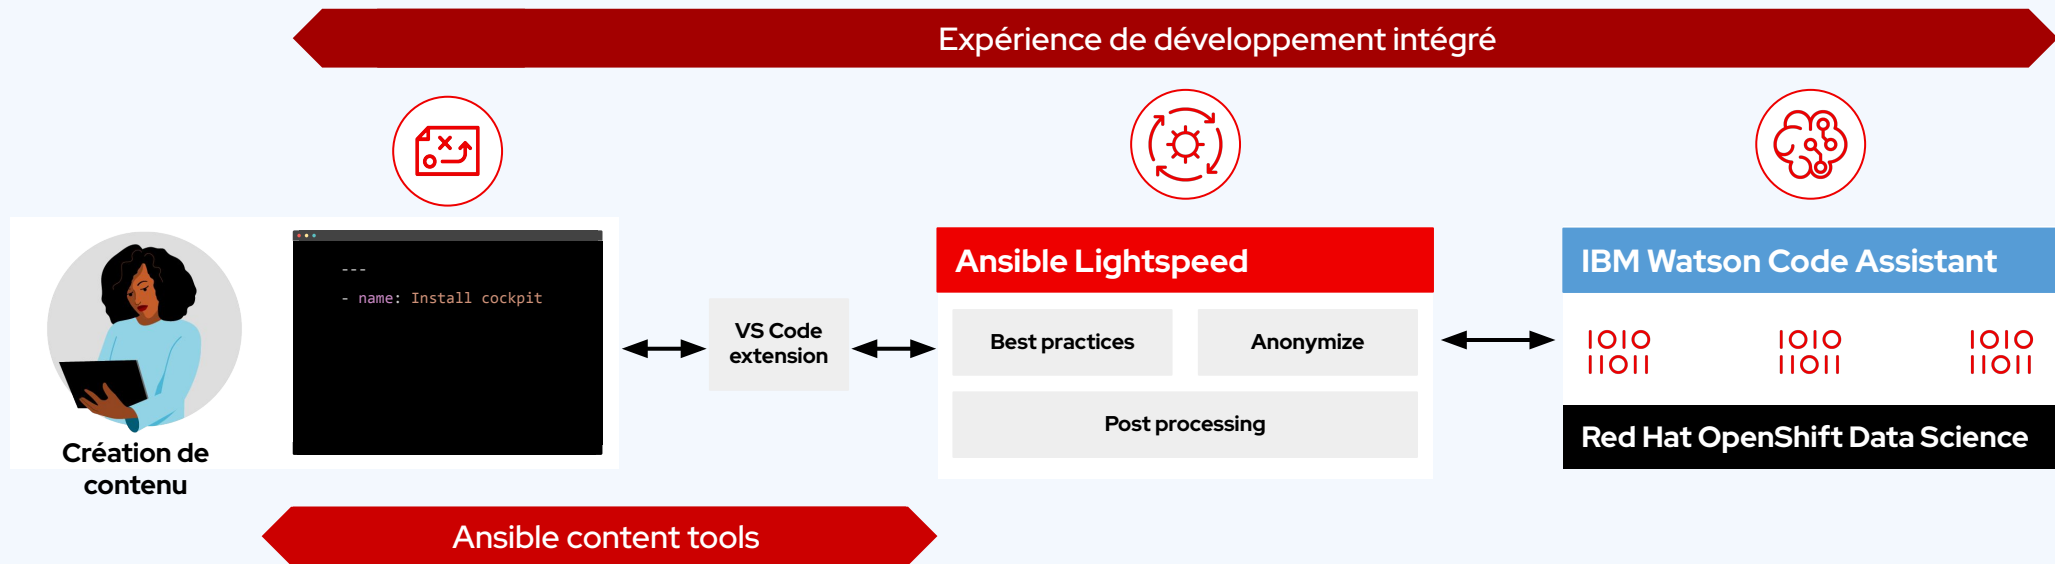 Expérience de développement intégré
---
- name: Install cockpit
Création de
contenu
VS Code
extension
Ansible Lightspeed
Best practices
Anonymize
Post processing
IBM Watson Code Assistant
1010 1010 1010
11011 11011 11011
Red Hat OpenShift Data Science
Ansible content tools